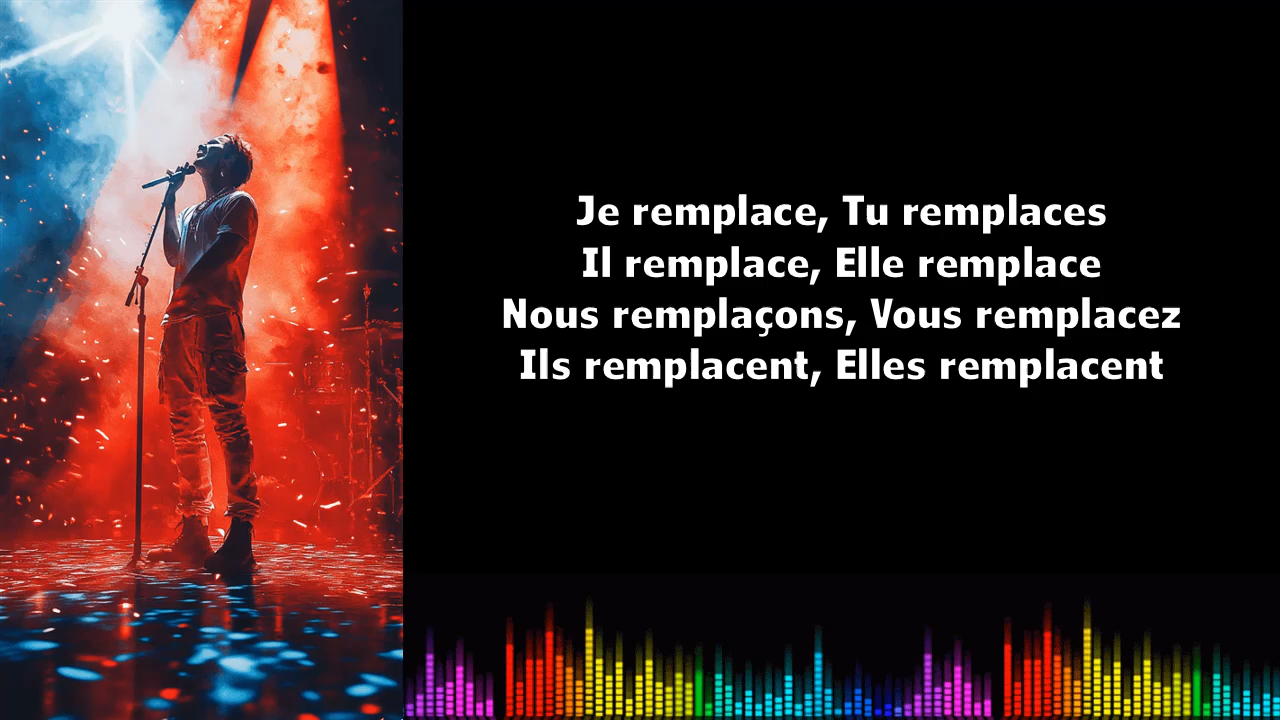 Je remplace, Tu remplaces
Il remplace, Elle remplace
Nous remplaçons, Vous remplacez
Ils remplacent, Elles remplacent